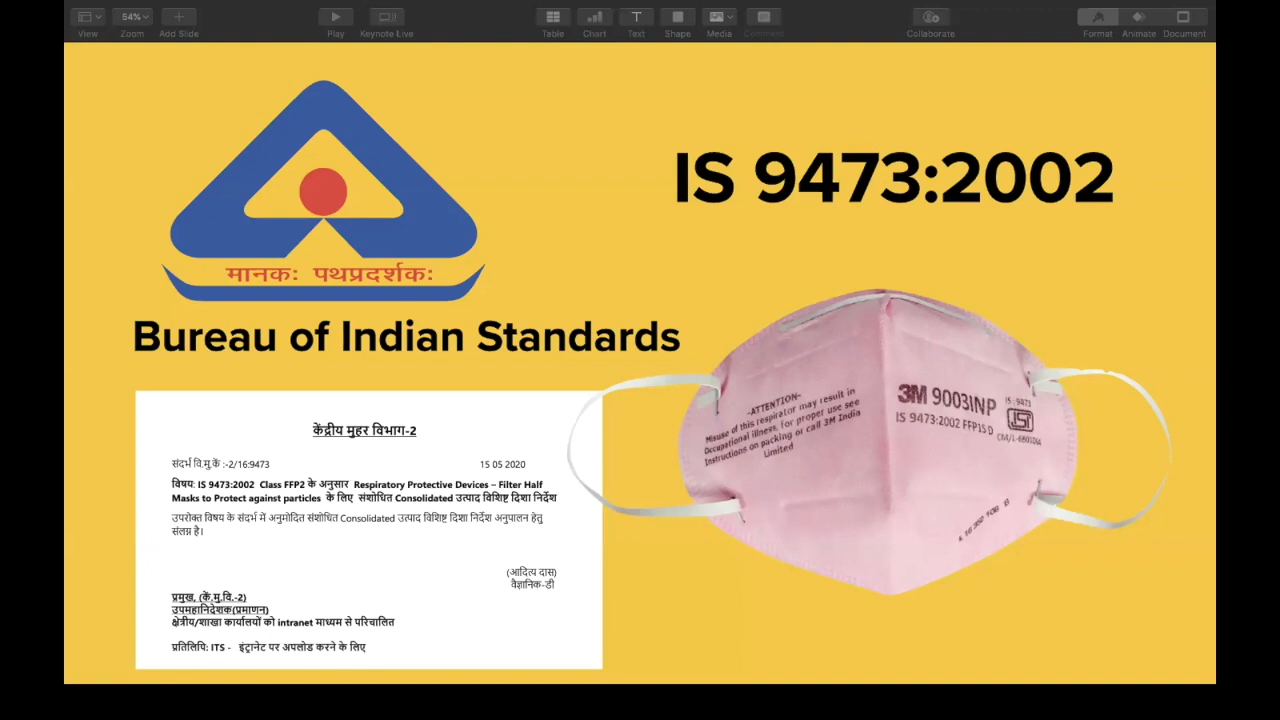 View
54%
Zoom
Add Slide
Play
Keynote Live
Table
Chart
Text
Shape
Media
Comment
Collaborate
Format
Animate
Document
IS 9473:2002
मानकः पथप्रदर्शकः
Bureau of Indian Standards
केंद्रीय मुहर विभाग-2
संदर्भ वि.मु.कें :-2/16:9473
15 05 2020
विषय: IS 9473:2002 Class FFP2 के अनुसार Respiratory Protective Devices – Filter Half
Masks to Protect against particles के लिए संशोधित Consolidated उत्पाद विशिष्ट दिशा निर्देश
उपरोक्त विषय के संदर्भ में अनुमोदित संशोधित Consolidated उत्पाद विशिष्ट दिशा निर्देश अनुपालन हेतु
संलग्न है।
(आदित्य दास)
वैज्ञानिक-डी
प्रमुख, (कें.मु.वि.-2)
उपमहानिदेशक(प्रमाणन)
क्षेत्रीय/शाखा कार्यालयों को intranet माध्यम से परिचालित
प्रतिलिपि: ITS - इंट्रानेट पर अपलोड करने के लिए
-ATTENTION-
Misuse of this respirator may result in
Occupational illness, for proper use see
Instructions on packing or call 3M India
Limited
3M 9003INP
IS 9473:2002 FFP1S D
IS : 9473
ISI